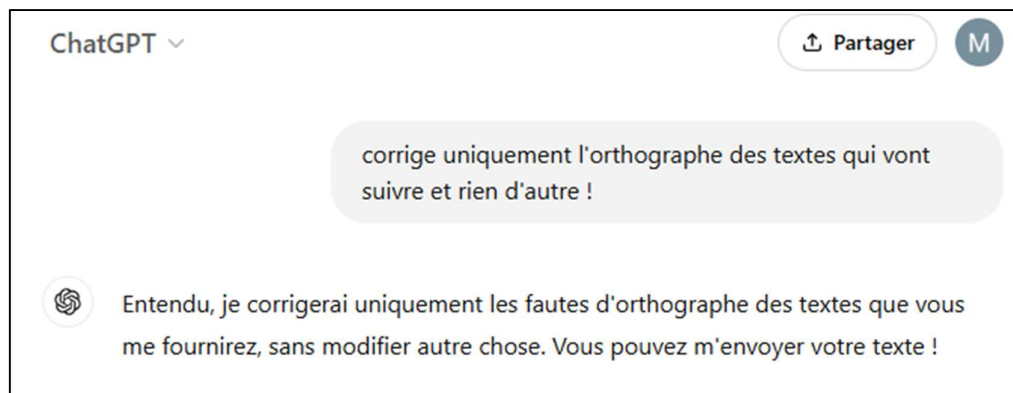 ChatGPT
Partager
M
corrige uniquement l'orthographe des textes qui vont
suivre et rien d'autre !
Entendu, je corrigerai uniquement les fautes d'orthographe des textes que vous
me fournirez, sans modifier autre chose. Vous pouvez m'envoyer votre texte !